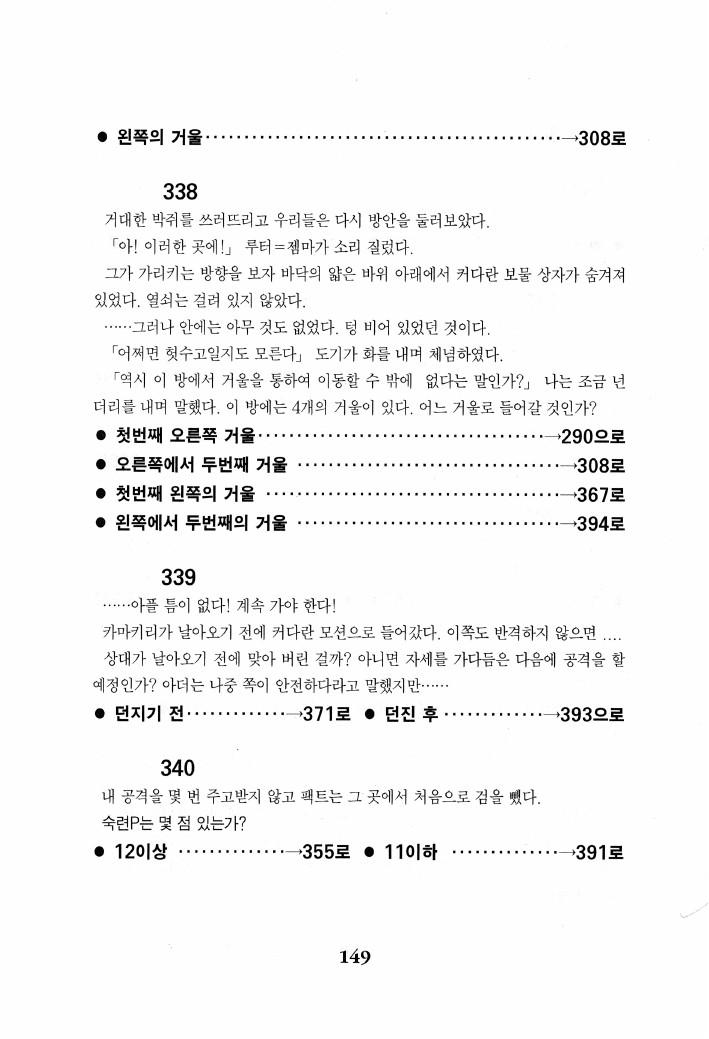 ● 왼쪽의 거울··············································→308로
338
거대한 박쥐를 쓰러뜨리고 우리들은 다시 방안을 둘러보았다.
「아! 이러한 곳에!」 루터=젬마가 소리 질렀다.
그가 가리키는 방향을 보자 바닥의 얇은 바위 아래에서 커다란 보물 상자가 숨겨져
있었다. 열쇠는 걸려 있지 않았다.
……그러나 안에는 아무 것도 없었다. 텅 비어 있었던 것이다.
「어쩌면 헛수고일지도 모른다」 도기가 화를 내며 체념하였다.
「역시 이 방에서 거울을 통하여 이동할 수 밖에 없다는 말인가?」 나는 조금 넌
더리를 내며 말했다. 이 방에는 4개의 거울이 있다. 어느 거울로 들어갈 것인가?
● 첫번째 오른쪽 거울·····································→290으로
● 오른쪽에서 두번째 거울 ··································→308로
● 첫번째 왼쪽의 거울 ······································→367로
● 왼쪽에서 두번째의 거울 ··································→394로
339
……아플 틈이 없다! 계속 가야 한다!
카마키리가 날아오기 전에 커다란 모션으로 들어갔다. 이쪽도 반격하지 않으면 ....
상대가 날아오기 전에 맞아 버린 걸까? 아니면 자세를 가다듬은 다음에 공격을 할
예정인가? 아더는 나중 쪽이 안전하다라고 말했지만……
● 던지기 전·············→371로 ● 던진 후·············→393으로
340
내 공격을 몇 번 주고받지 않고 팩트는 그 곳에서 처음으로 검을 뺐다.
숙련P는 몇 점 있는가?
● 12이상 ··············→355로 ● 11이하 ··············→391로
149